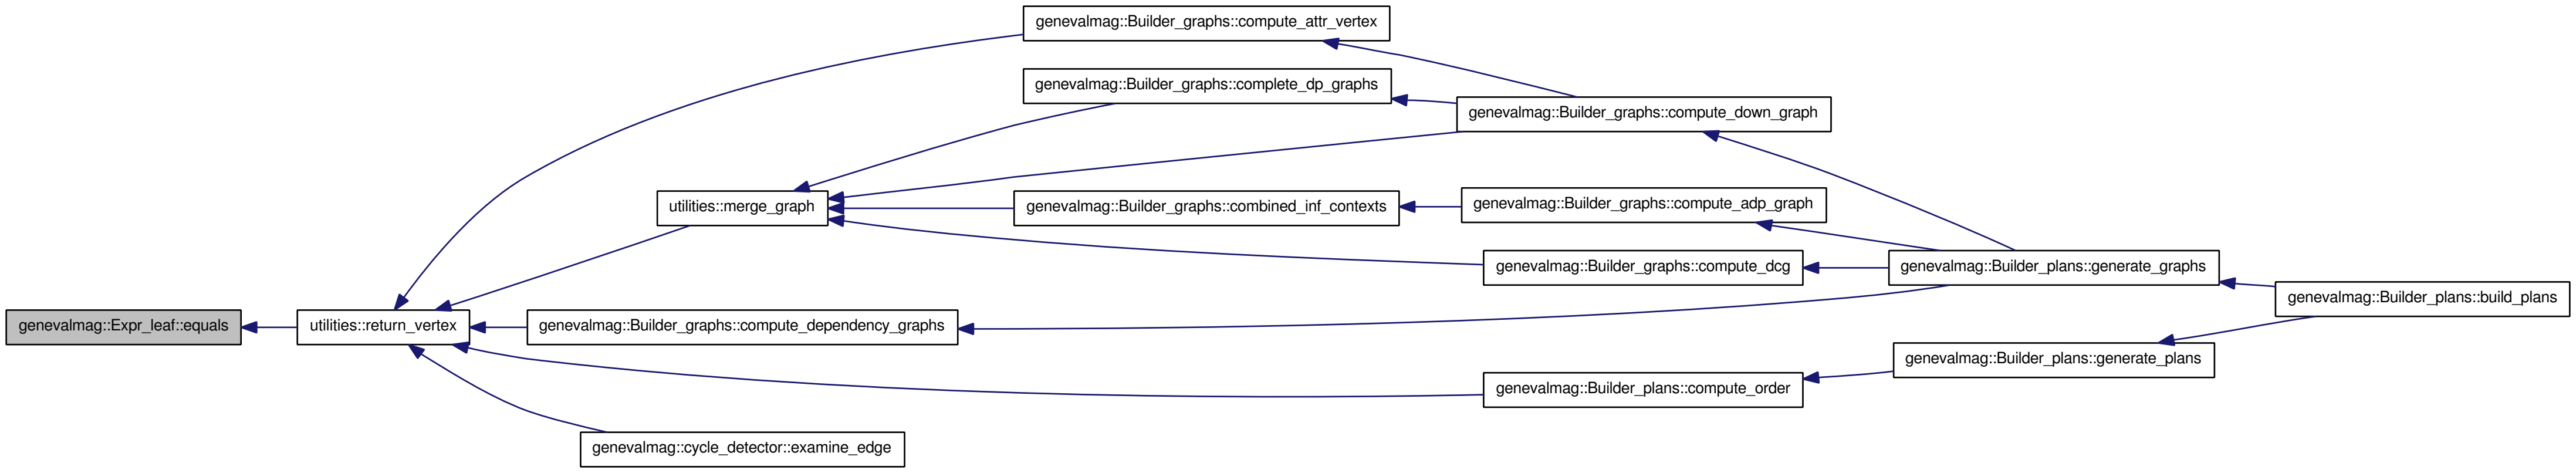 genevalmag::Builder_graphs::compute_attr_vertex
genevalmag::Builder_graphs::complete_dp_graphs
genevalmag::Builder_graphs::compute_down_graph
utilities::merge_graph
genevalmag::Builder_graphs::combined_inf_contexts
genevalmag::Builder_graphs::compute_adp_graph
genevalmag::Builder_graphs::compute_dcg
genevalmag::Builder_plans::generate_graphs
genevalmag::Builder_plans::build_plans
genevalmag::Expr_leaf::equals
utilities::return_vertex
genevalmag::Builder_graphs::compute_dependency_graphs
genevalmag::Builder_plans::generate_plans
genevalmag::Builder_plans::compute_order
genevalmag::cycle_detector::examine_edge